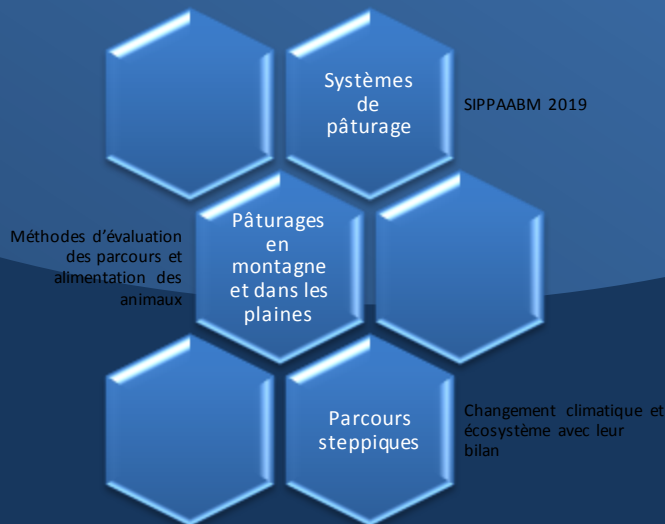 Systèmes
de
pâturage
SIPPAABM 2019
Méthodes d'évaluation
des parcours et
alimentation des
animaux
Pâturages
en
montagne
et dans les
plaines
Parcours
steppiques
Changement climatique et
écosystème avec leur
bilan